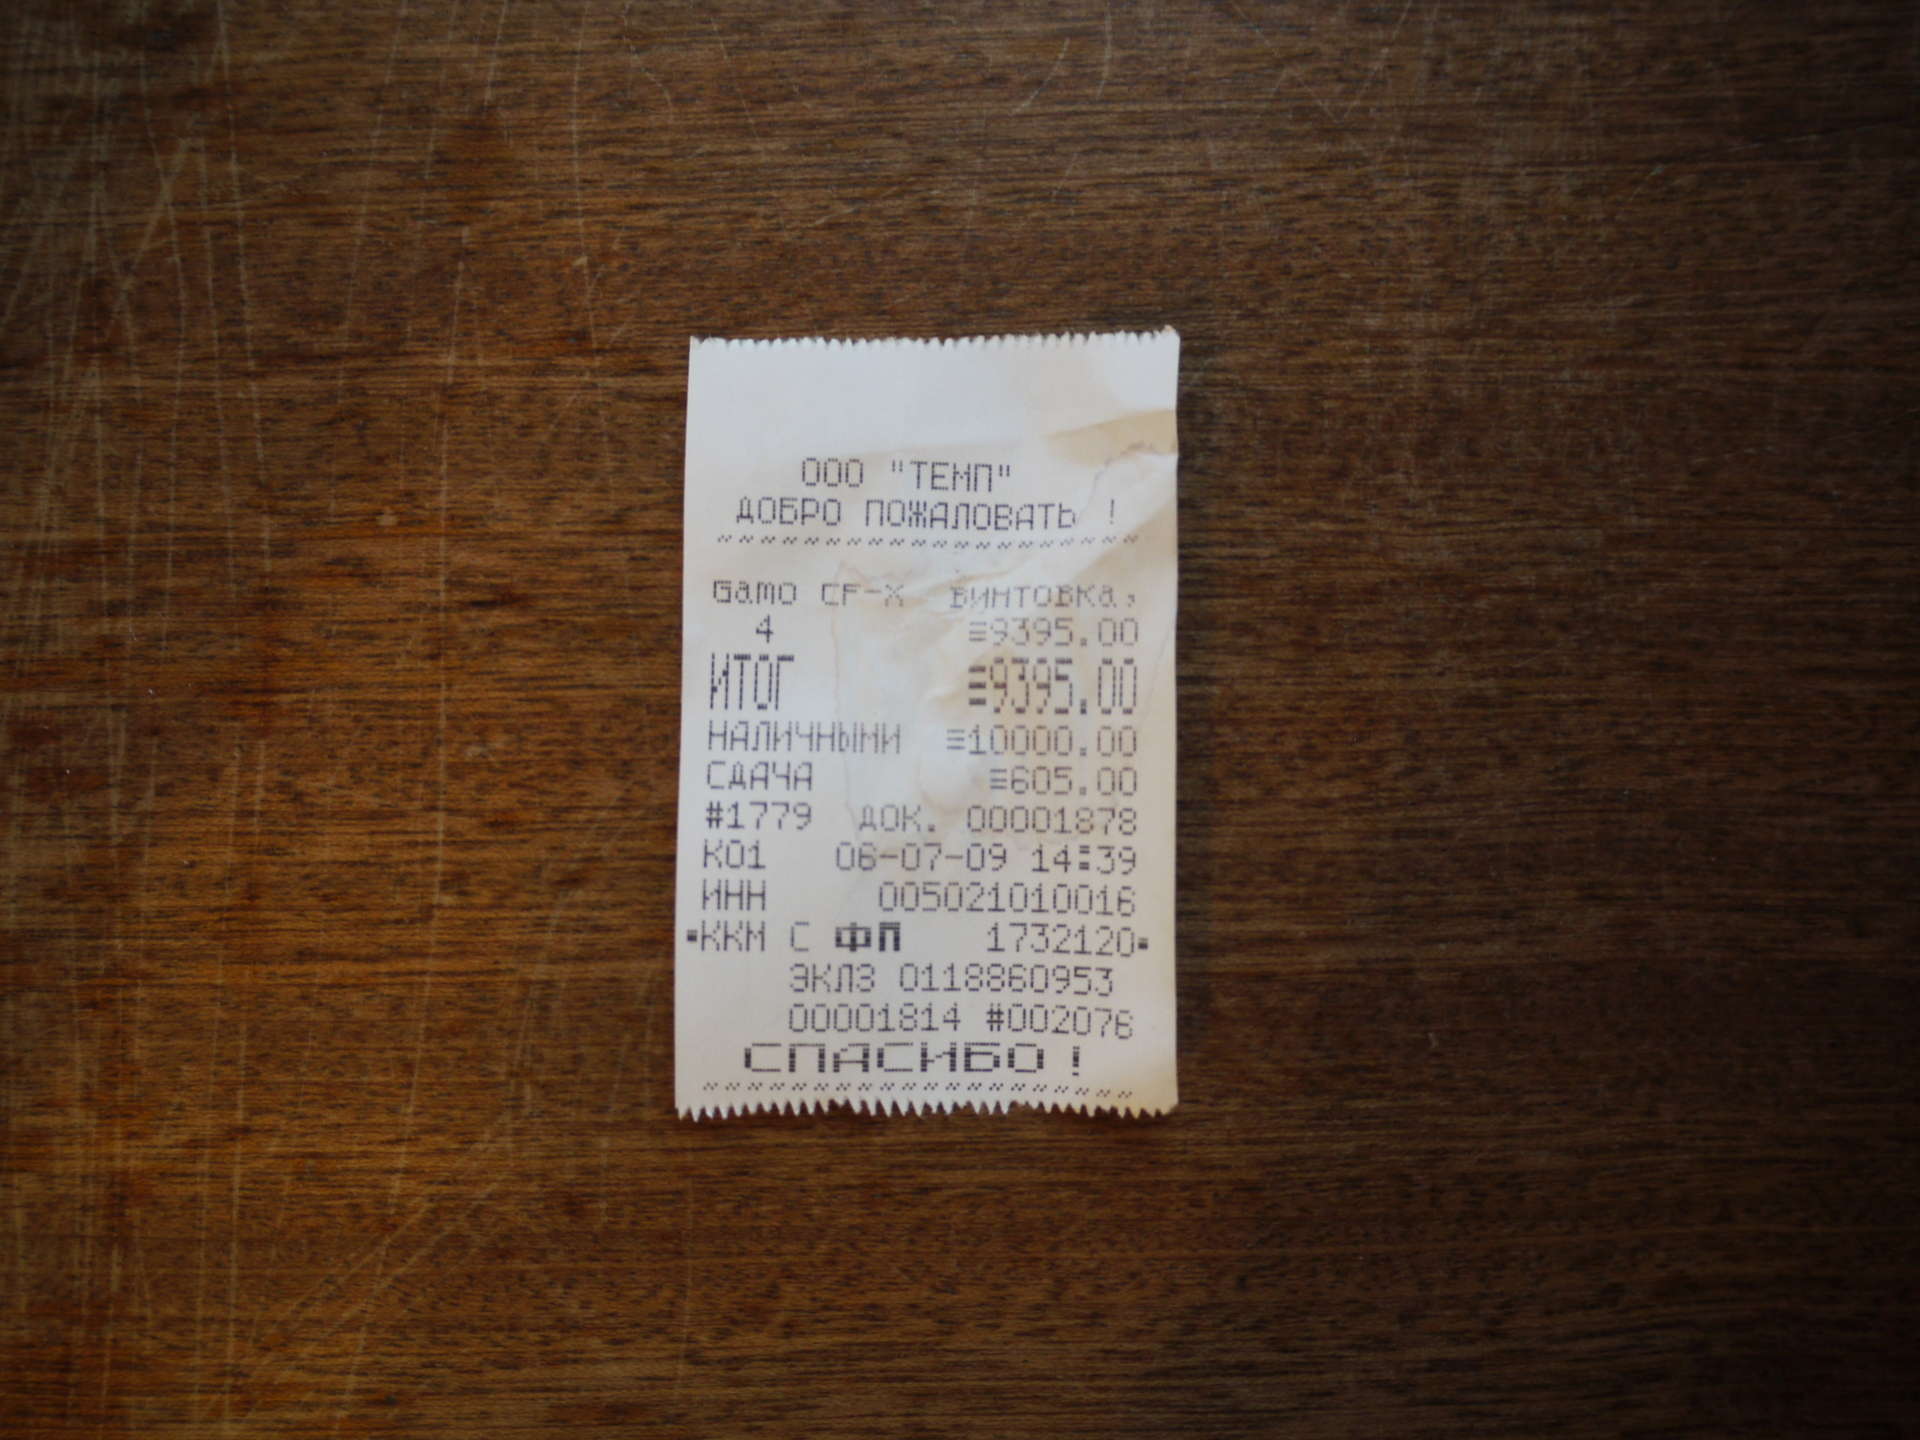 ООО "ТЕМП"
ДОБРО ПОЖАЛОВАТЬ !
Gamo CF-X винтовка,
4 ≡9395.00
ИТОГ ≡9395.00
НАЛИЧНЫМИ ≡10000.00
СДАЧА ≡605.00
#1779 ДОК. 00001878
К01 06-07-09 14:39
ИНН 005021010016
▪ККМ С ФП 1732120▪
ЭКЛЗ 0118860953
00001814 #002076
СПАСИБО !